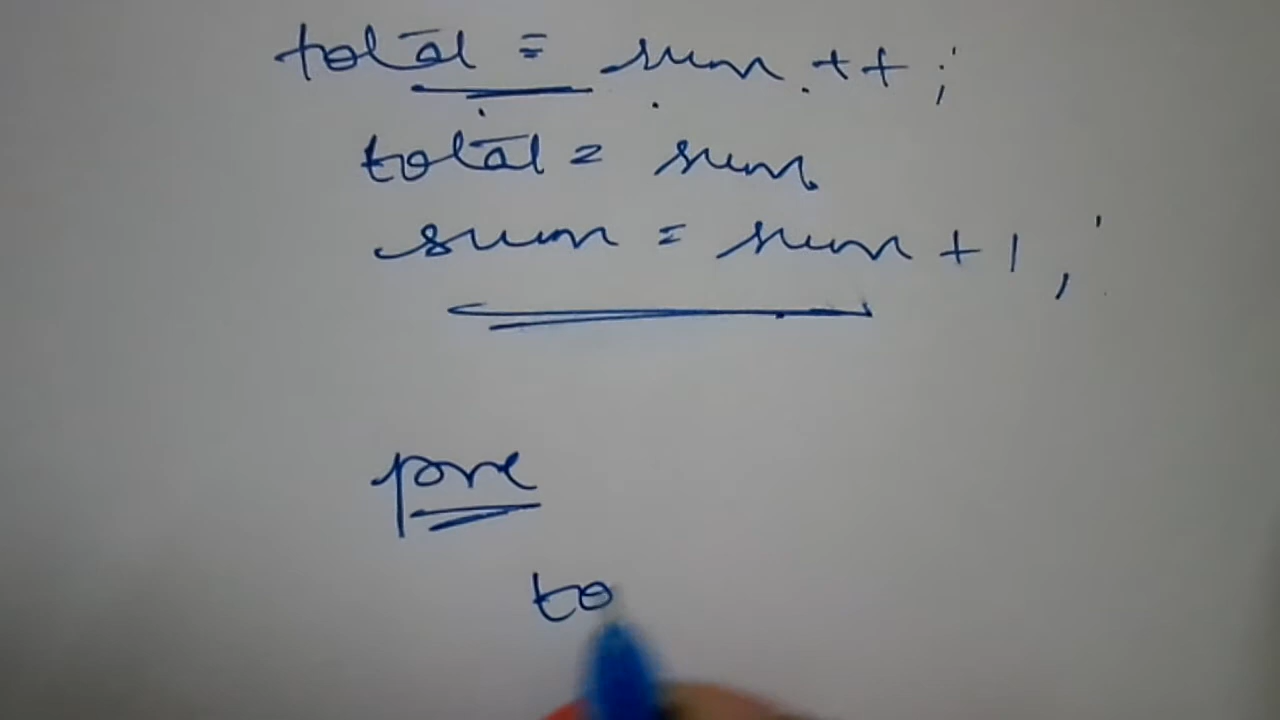 total = sum ++ ;
total = sum
sum = sum + 1 ;
pre
to